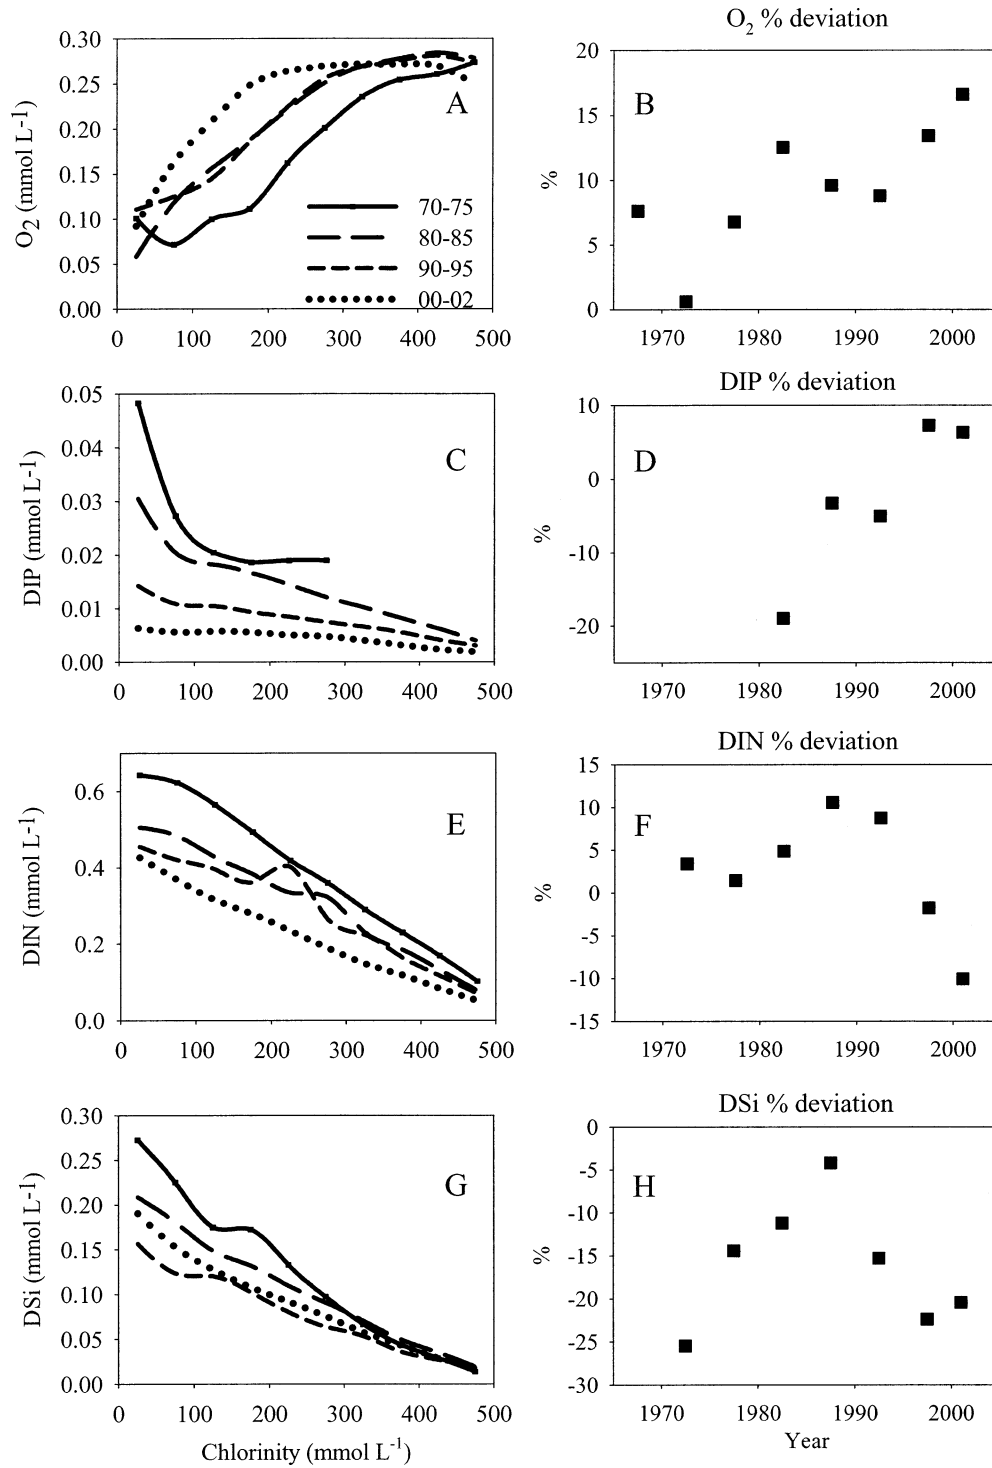 A
O2 (mmol L-1)
0.30
0.25
0.20
0.15
0.10
0.05
0.00
70-75
80-85
90-95
00-02
0 100 200 300 400 500
O2 % deviation
B
%
20
15
10
5
0
1970 1980 1990 2000
C
DIP (mmol L-1)
0.05
0.04
0.03
0.02
0.01
0.00
0 100 200 300 400 500
DIP % deviation
D
%
10
0
-10
-20
1970 1980 1990 2000
E
DIN (mmol L-1)
0.6
0.4
0.2
0.0
0 100 200 300 400 500
DIN % deviation
F
%
15
10
5
0
-5
-10
-15
1970 1980 1990 2000
G
DSi (mmol L-1)
0.30
0.25
0.20
0.15
0.10
0.05
0.00
0 100 200 300 400 500
Chlorinity (mmol L-1)
DSi % deviation
H
%
0
-5
-10
-15
-20
-25
-30
1970 1980 1990 2000
Year